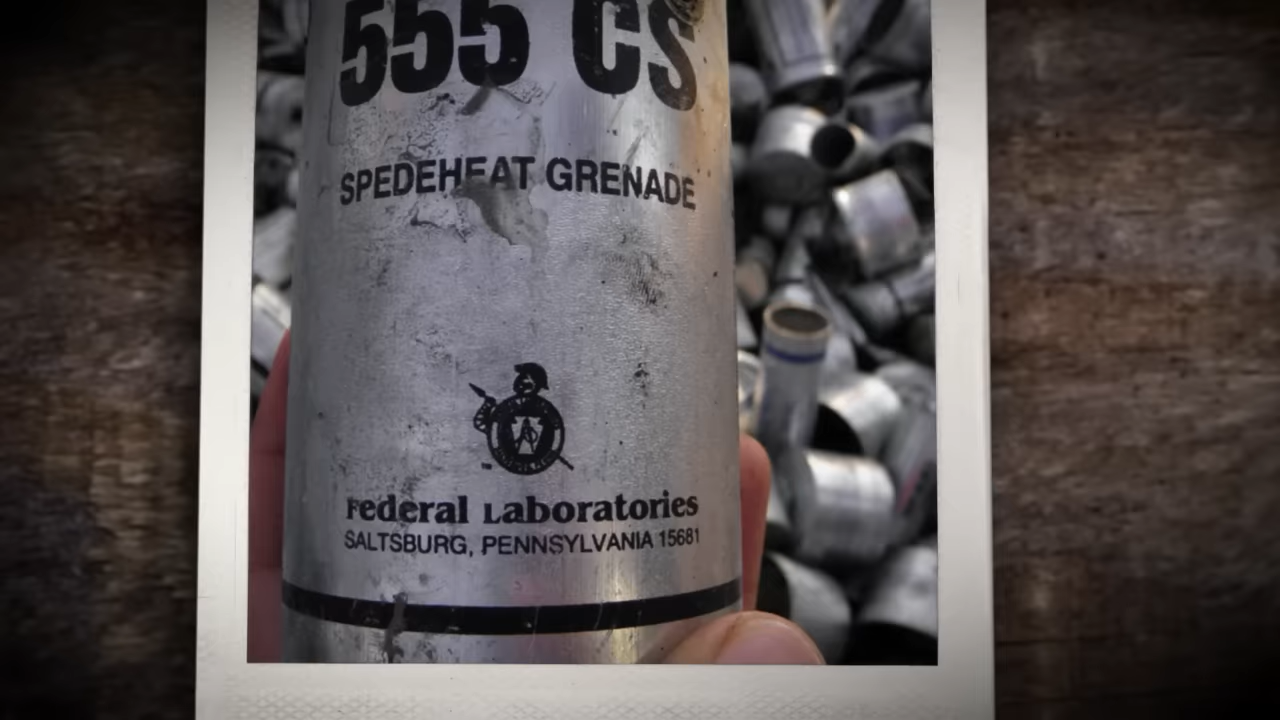 555 CS
SPEDEHEAT GRENADE
Federal Laboratories
SALTSBURG, PENNSYLVANIA 15681